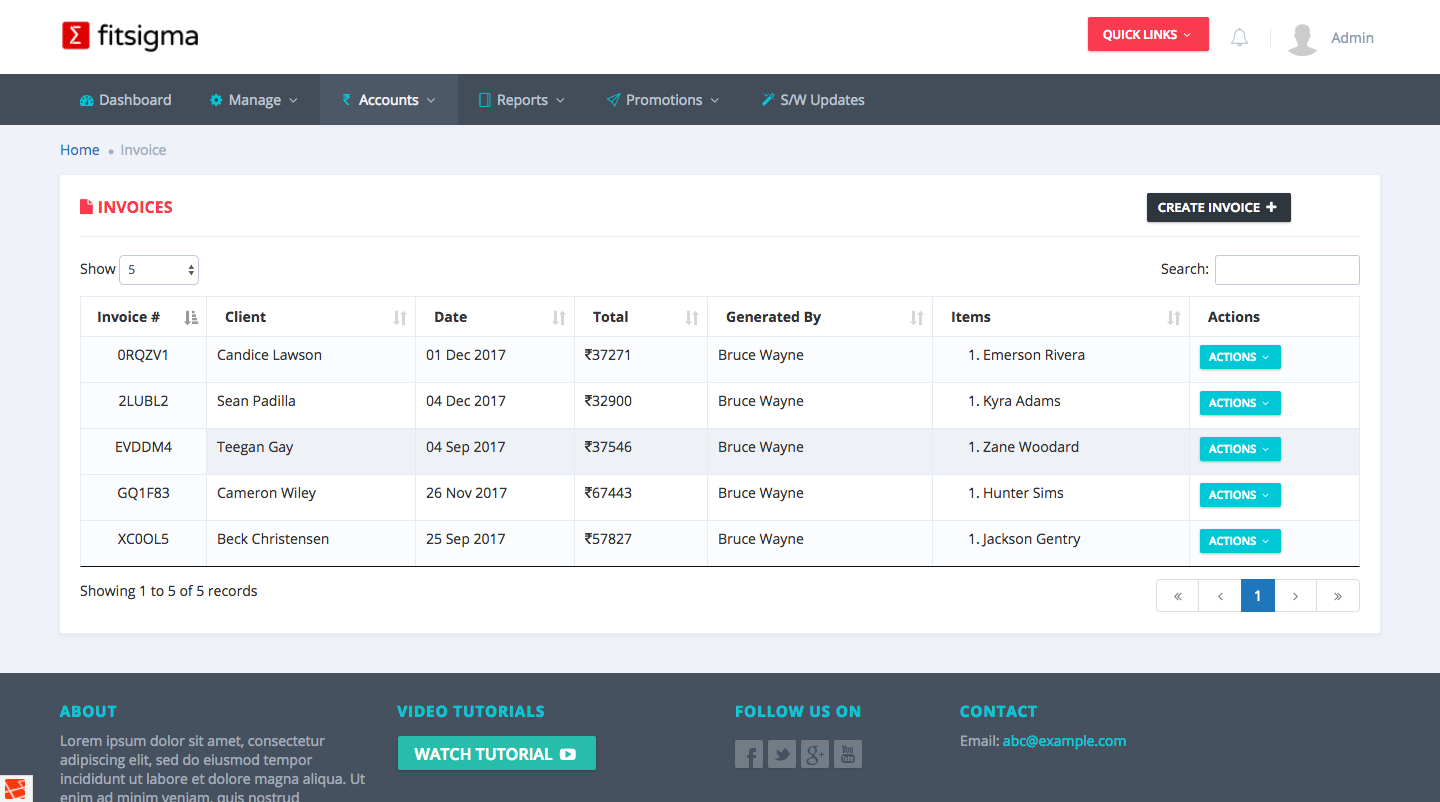 Σ fitsigma
QUICK LINKS
Admin
Dashboard Manage ₹ Accounts Reports Promotions S/W Updates
Home • Invoice
INVOICES
CREATE INVOICE +
Show 5
Search:
Invoice # Client Date Total Generated By Items Actions
0RQZV1 Candice Lawson 01 Dec 2017 ₹37271 Bruce Wayne 1. Emerson Rivera ACTIONS
2LUBL2 Sean Padilla 04 Dec 2017 ₹32900 Bruce Wayne 1. Kyra Adams ACTIONS
EVDDM4 Teegan Gay 04 Sep 2017 ₹37546 Bruce Wayne 1. Zane Woodard ACTIONS
GQ1F83 Cameron Wiley 26 Nov 2017 ₹67443 Bruce Wayne 1. Hunter Sims ACTIONS
XC0OL5 Beck Christensen 25 Sep 2017 ₹57827 Bruce Wayne 1. Jackson Gentry ACTIONS
Showing 1 to 5 of 5 records
« ‹ 1 › »
ABOUT
Lorem ipsum dolor sit amet, consectetur
adipiscing elit, sed do eiusmod tempor
incididunt ut labore et dolore magna aliqua. Ut
enim ad minim veniam, quis nostrud
VIDEO TUTORIALS
WATCH TUTORIAL
FOLLOW US ON
f g+ You Tube
CONTACT
Email: abc@example.com